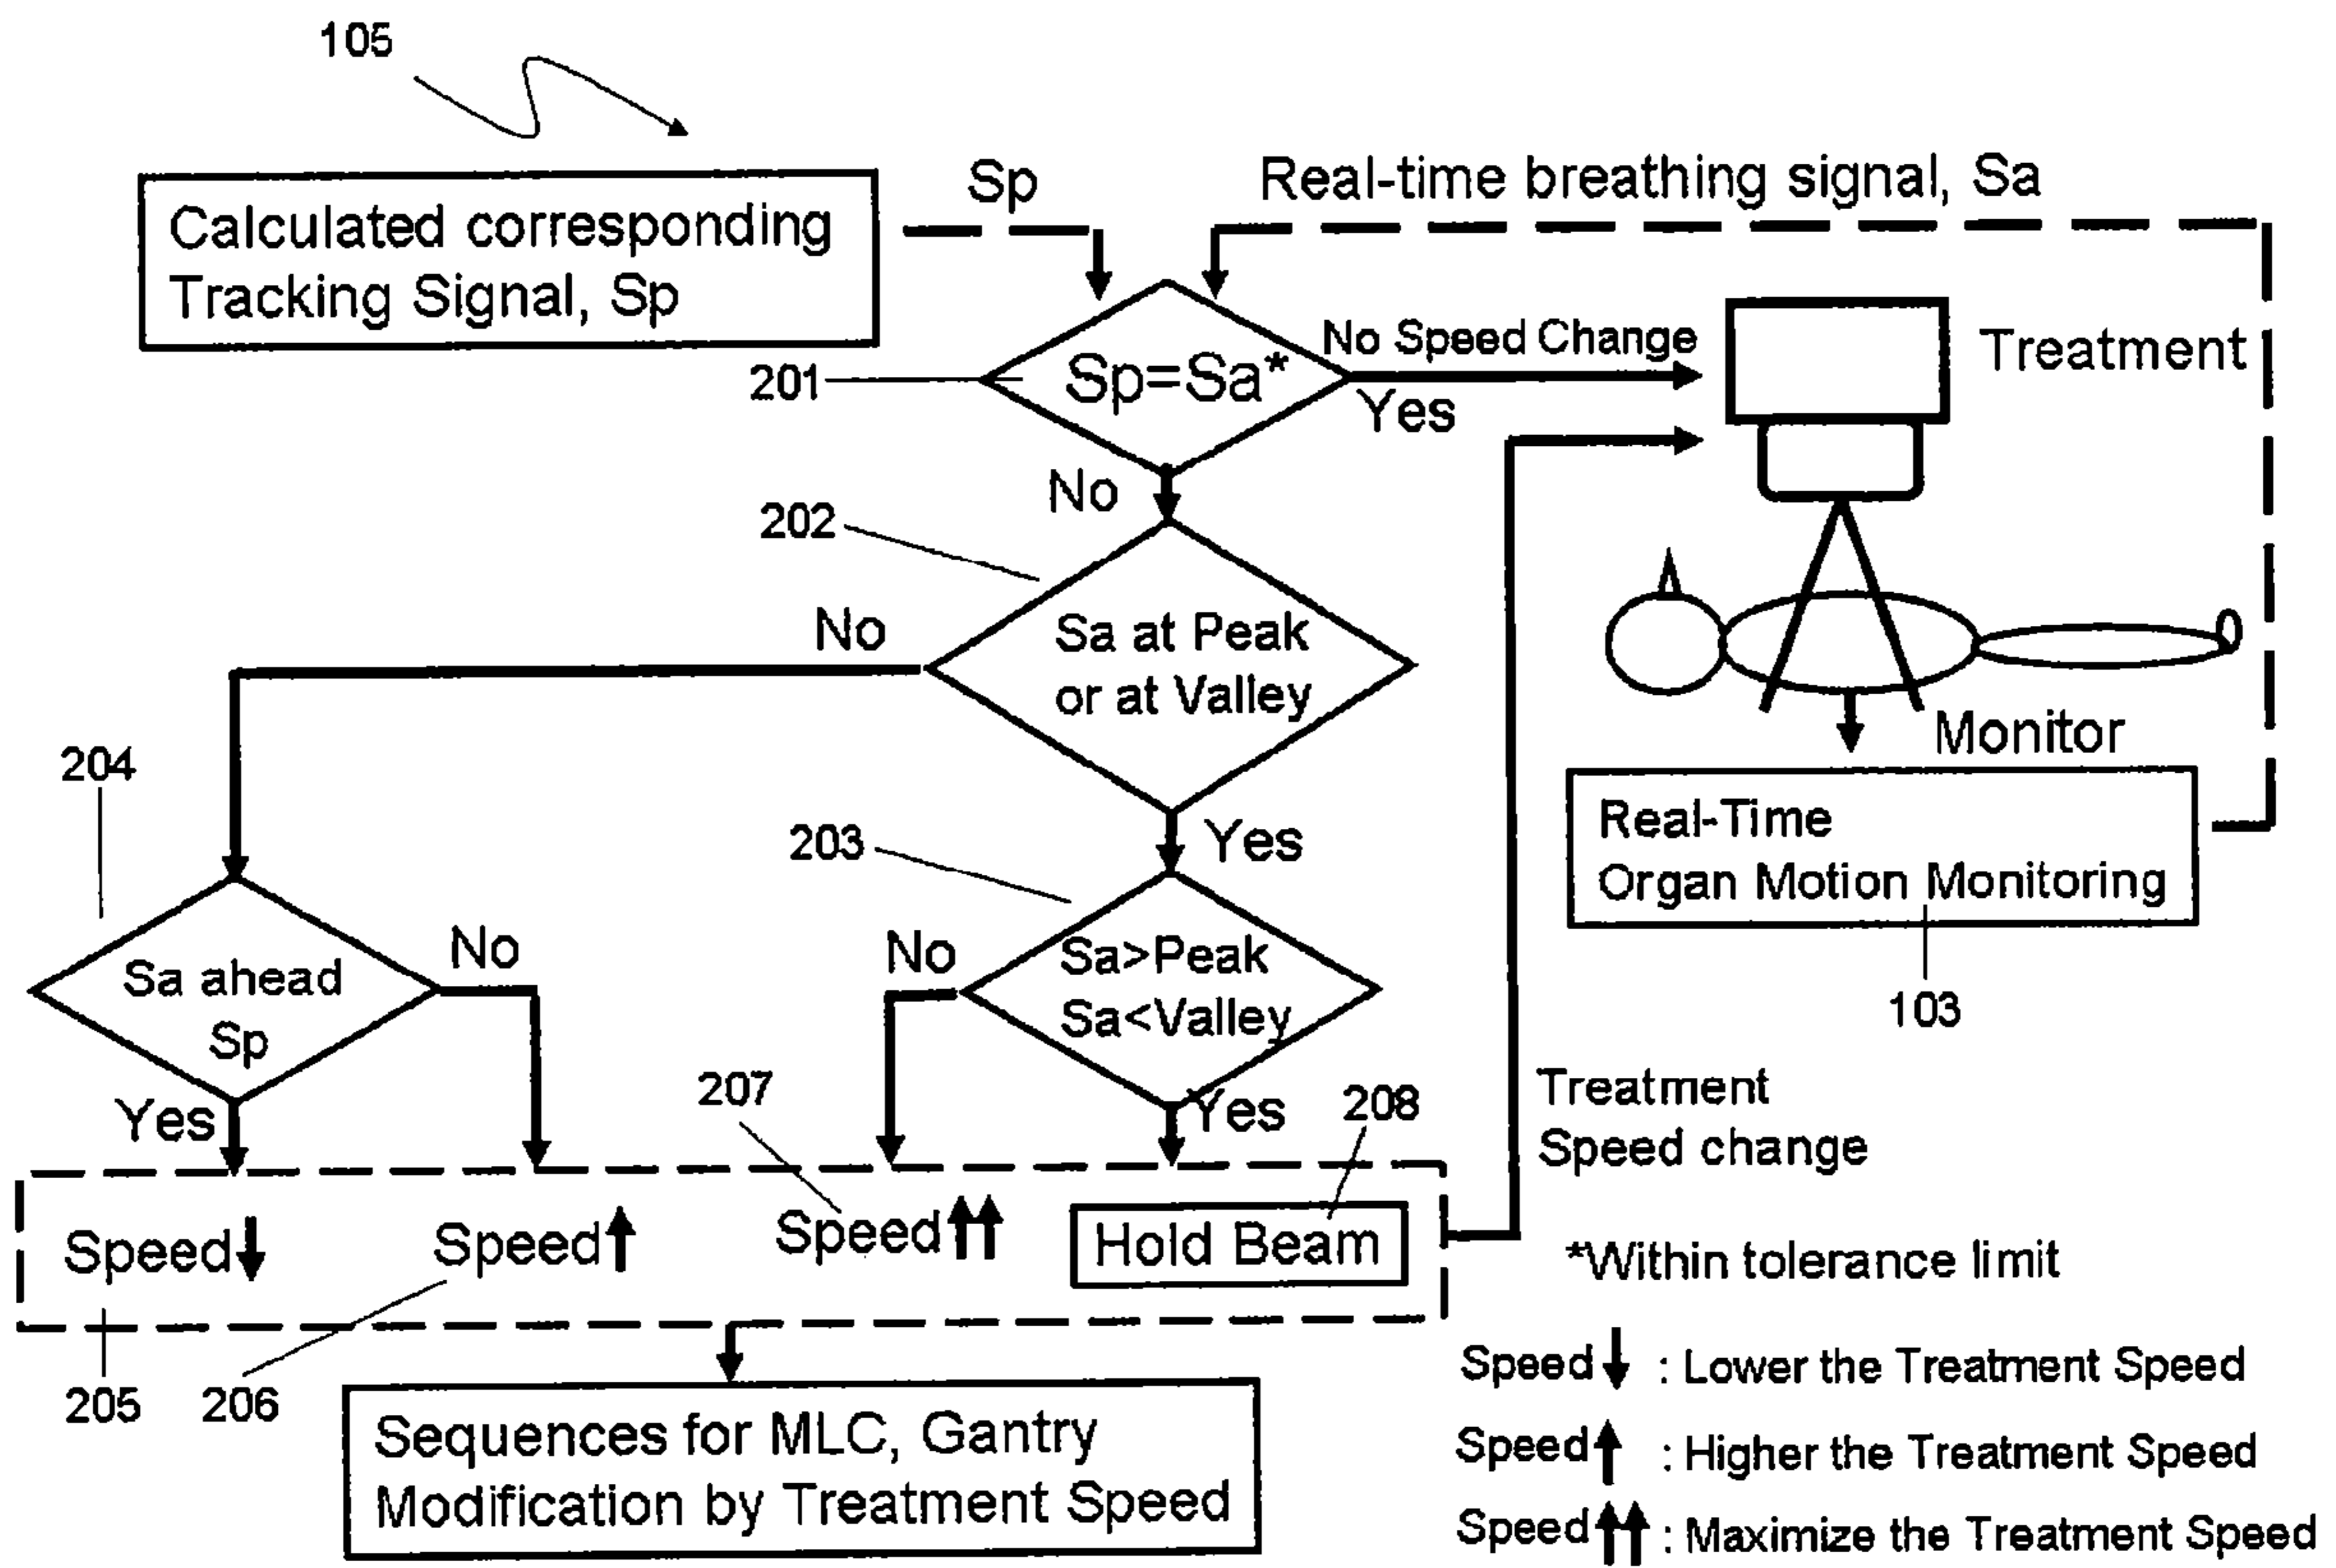 105
Sp
Real-time breathing signal, Sa
Calculated corresponding
Tracking Signal, Sp
201
Sp=Sa*
No Speed Change
Yes
Treatment
No
202
No
Sa at Peak
or at Valley
Monitor
204
203
Yes
Real-Time
Organ Motion Monitoring
103
Sa ahead
Sp
No
No
Sa>Peak
Sa<Valley
Yes
207
Yes
208
Treatment
Speed change
Speed↓
Speed↑
Speed⇈
Hold Beam
*Within tolerance limit
205
206
Sequences for MLC, Gantry
Modification by Treatment Speed
Speed↓ : Lower the Treatment Speed
Speed↑ : Higher the Treatment Speed
Speed⇈ : Maximize the Treatment Speed